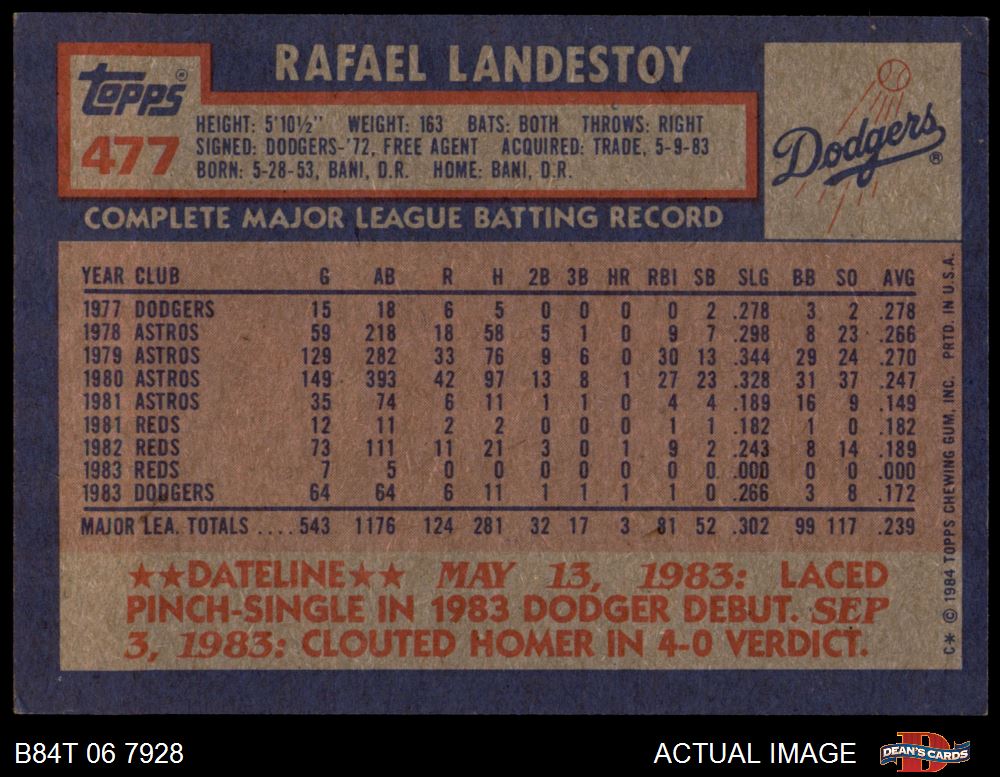 RAFAEL LANDESTOY
topps®
477
HEIGHT: 5'10½" WEIGHT: 163 BATS: BOTH THROWS: RIGHT
SIGNED: DODGERS-'72, FREE AGENT ACQUIRED: TRADE, 5-9-83
BORN: 5-28-53, BANI, D.R. HOME: BANI, D.R.
Dodgers®
COMPLETE MAJOR LEAGUE BATTING RECORD
YEAR CLUB G AB R H 2B 3B HR RBI SB SLG BB SO AVG
1977 DODGERS 15 18 6 5 0 0 0 0 2 .278 3 2 .278
1978 ASTROS 59 218 18 58 5 1 0 9 7 .298 8 23 .266
1979 ASTROS 129 282 33 76 9 6 0 30 13 .344 29 24 .270
1980 ASTROS 149 393 42 97 13 8 1 27 23 .328 31 37 .247
1981 ASTROS 35 74 6 11 1 1 0 4 4 .189 16 9 .149
1981 REDS 12 11 2 2 0 0 0 1 1 .182 1 0 .182
1982 REDS 73 111 11 21 3 0 1 9 2 .243 8 14 .189
1983 REDS 7 5 0 0 0 0 0 0 0 .000 0 0 .000
1983 DODGERS 64 64 6 11 1 1 1 1 0 .266 3 8 .172
MAJOR LEA. TOTALS .... 543 1176 124 281 32 17 3 81 52 .302 99 117 .239
★★DATELINE★★ MAY 13, 1983: LACED
PINCH-SINGLE IN 1983 DODGER DEBUT. SEP
3, 1983: CLOUTED HOMER IN 4-0 VERDICT.
C* © 1984 TOPPS CHEWING GUM, INC. PRTD. IN U.S.A.
B84T 06 7928
ACTUAL IMAGE
DEAN'S CARDS